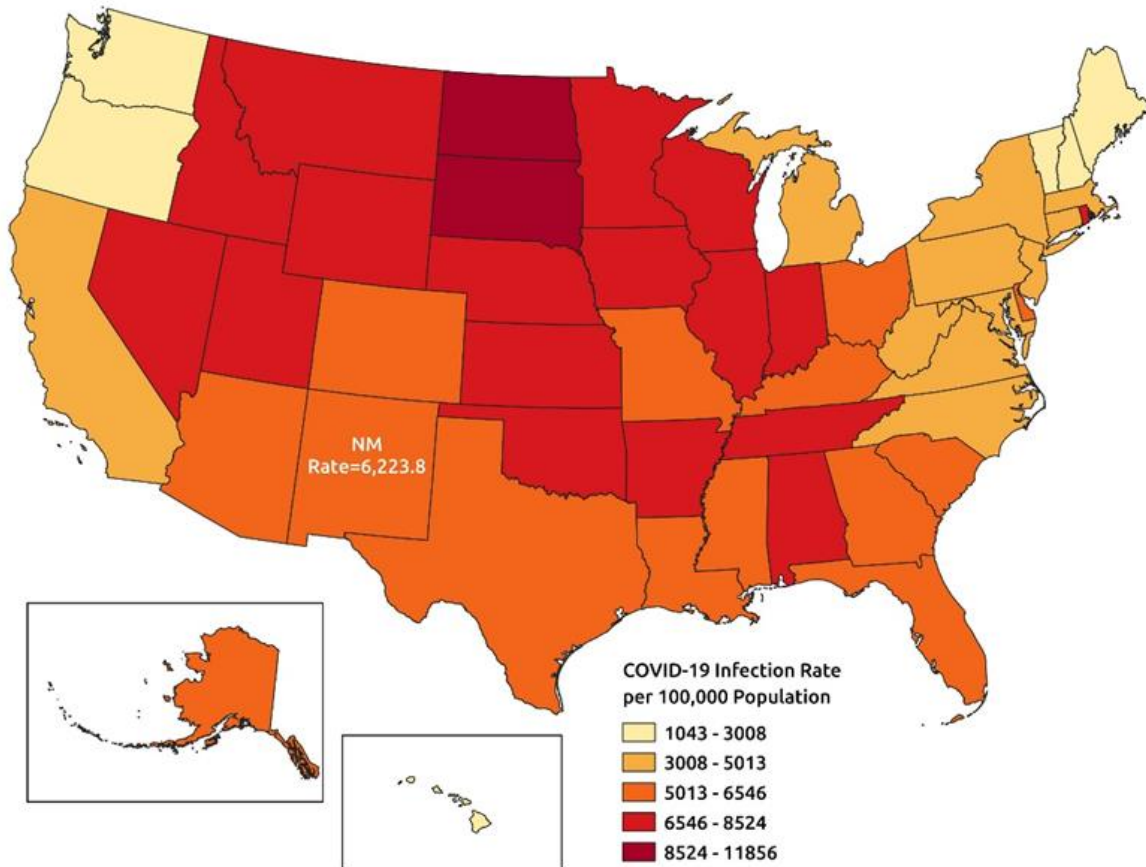 NM
Rate=6,223.8
COVID-19 Infection Rate
per 100,000 Population
1043 - 3008
3008 - 5013
5013 - 6546
6546 - 8524
8524 - 11856